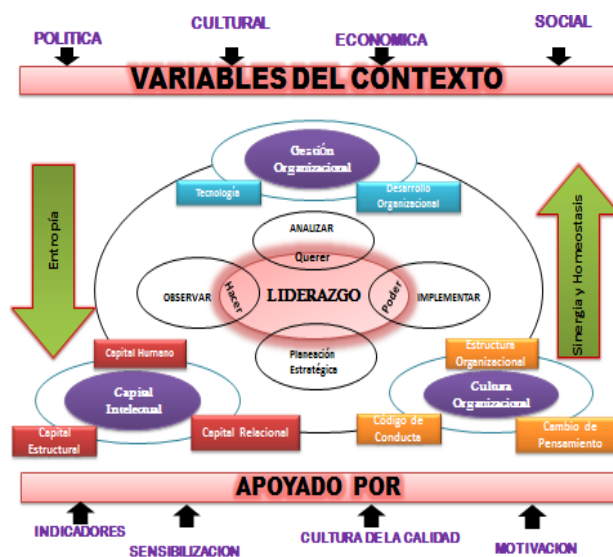 POLITICA
CULTURAL
ECONOMICA
SOCIAL
VARIABLES DEL CONTEXTO
Gestión
Organizacional
Tecnología
Desarrollo
Organizacional
Entropía
Sinergia y Homeostasis
ANALIZAR
Querer
OBSERVAR
Hacer
LIDERAZGO
Poder
IMPLEMENTAR
Planeación
Estratégica
Capital Humano
Capital
Intelectual
Capital
Estructural
Capital Relacional
Estructura
Organizacional
Cultura
Organizacional
Código de
Conducta
Cambio de
Pensamiento
APOYADO POR
INDICADORES
SENSIBILIZACION
CULTURA DE LA CALIDAD
MOTIVACION